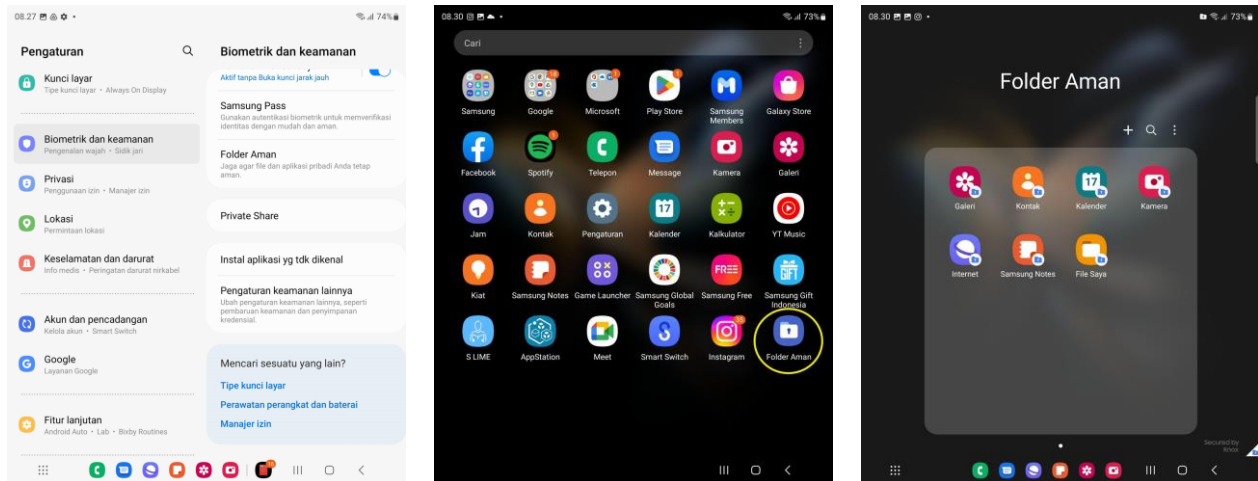 08.27
74%
Pengaturan
Kunci layar
Tipe kunci layar • Always On Display
Biometrik dan keamanan
Pengenalan wajah • Sidik jari
Privasi
Penggunaan izin • Manajer izin
Lokasi
Permintaan lokasi
Keselamatan dan darurat
Info medis • Peringatan darurat nirkabel
Akun dan pencadangan
Kelola akun • Smart Switch
Google
Layanan Google
Fitur lanjutan
Android Auto • Lab • Bixby Routines
Biometrik dan keamanan
Aktif tanpa Buka kunci jarak jauh
Samsung Pass
Gunakan autentikasi biometrik untuk memverifikasi
identitas dengan mudah dan aman.
Folder Aman
Jaga agar file dan aplikasi pribadi Anda tetap
aman.
Private Share
Instal aplikasi yg tdk dikenal
Pengaturan keamanan lainnya
Ubah pengaturan keamanan lainnya, seperti
pembaruan keamanan dan penyimpanan
kredensial.
Mencari sesuatu yang lain?
Tipe kunci layar
Perawatan perangkat dan baterai
Manajer izin
08.30
73%
Cari
Samsung Google Microsoft Play Store Samsung Members Galaxy Store
Facebook Spotify Telepon Message Kamera Galeri
17
Jam Kontak Pengaturan Kalender Kalkulator YT Music
FREE GIFT
Kiat Samsung Notes Game Launcher Samsung Global Goals Samsung Free Samsung Gift Indonesia
S LIME AppStation Meet Smart Switch Instagram Folder Aman
08.30
73%
Folder Aman
17
Galeri Kontak Kalender Kamera
Internet Samsung Notes File Saya
Secured by
Knox